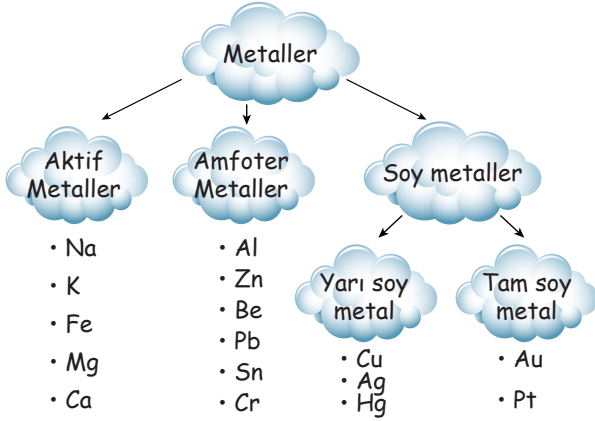 Metaller
Aktif
Metaller
Amfoter
Metaller
Soy metaller
• Na
• K
• Fe
• Mg
• Ca
• Al
• Zn
• Be
• Pb
• Sn
• Cr
Yarı soy
metal
Tam soy
metal
• Cu
• Ag
• Hg
• Au
• Pt